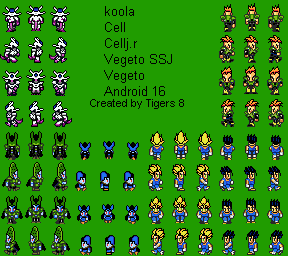 koola
Cell
Cellj.r
Vegeto SSJ
Vegeto
Android 16
Created by Tigers 8